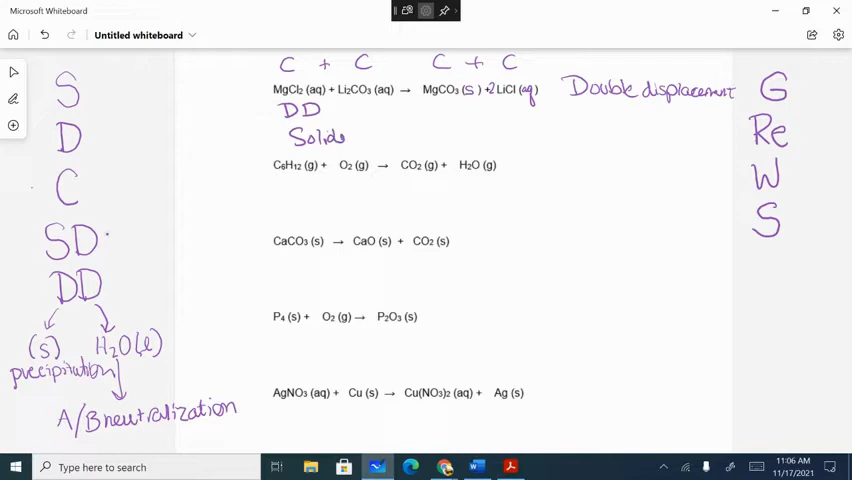 Microsoft Whiteboard
Untitled whiteboard
C + C C + C
MgCl2 (aq) + Li2CO3 (aq) → MgCO3 (s) + 2 LiCl (aq) Double displacement
DD
Solids
C6H12 (g) + O2 (g) → CO2 (g) + H2O (g)
CaCO3 (s) → CaO (s) + CO2 (s)
P4 (s) + O2 (g) → P2O3 (s)
AgNO3 (aq) + Cu (s) → Cu(NO3)2 (aq) + Ag (s)
S
D
C
SD
DD
(s) H2O(l)
precipitation
A/B neutralization
G
Re
W
S
Type here to search
11:06 AM
11/17/2021